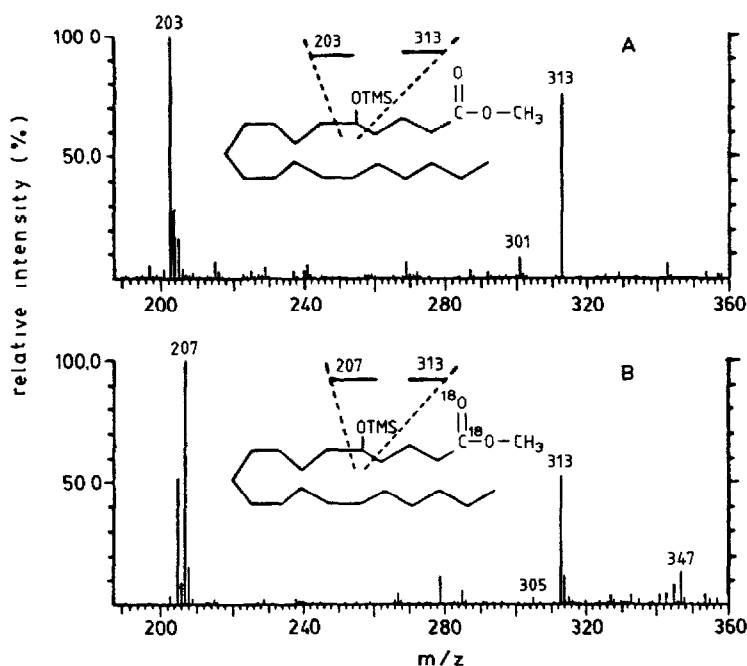 203
100.0
203
313
A
O
OTMS
C-O-CH3
313
50.0
301
200
240
280
320
360
relative intensity (%)
207
100.0
207
313
B
18O
OTMS
18
C-O-CH3
313
50.0
347
305
200
240
280
320
360
m/z